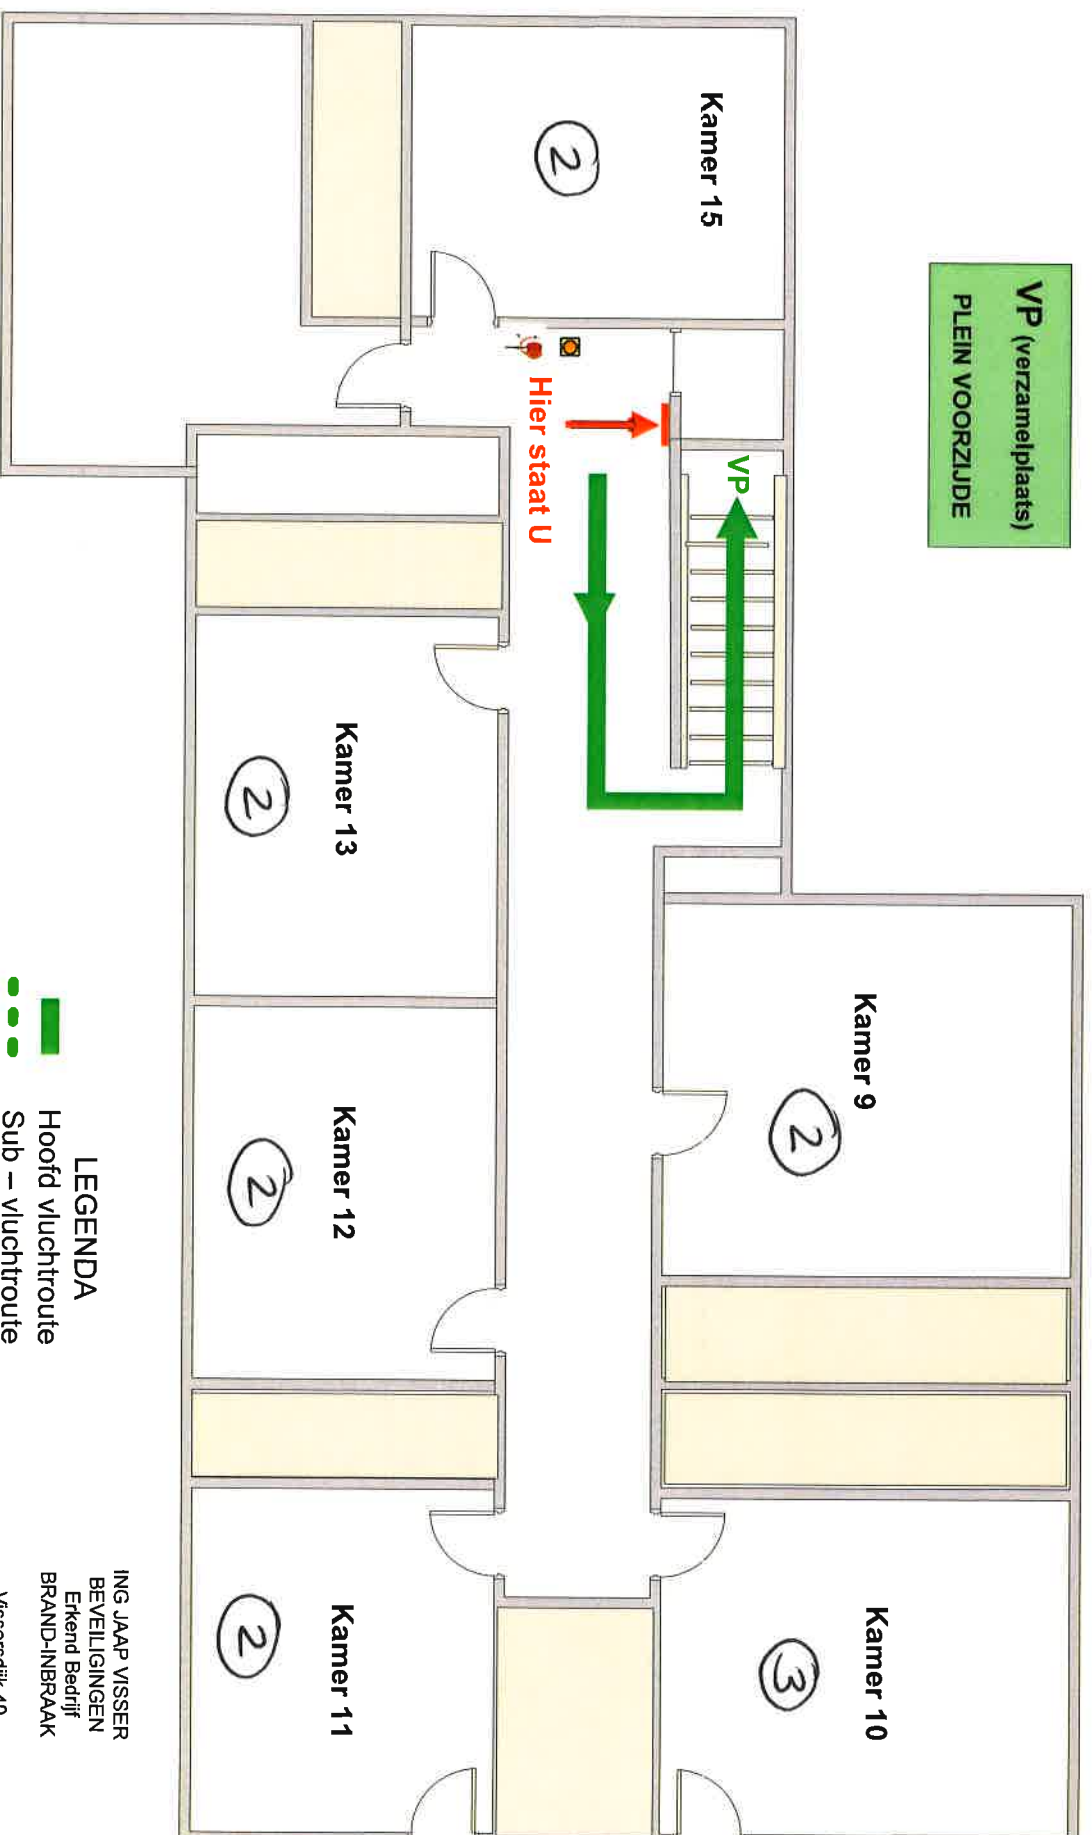 VP (verzamelplaats)
PLEIN VOORZIJDE
Kamer 15
2
VP
Hier staat U
Kamer 9
2
Kamer 10
3
Kamer 13
2
Kamer 12
2
Kamer 11
2
LEGENDA
Hoofd vluchtroute
Sub – vluchtroute
ING JAAP VISSER
BEVEILIGINGEN
Erkend Bedrijf
BRAND-INBRAAK